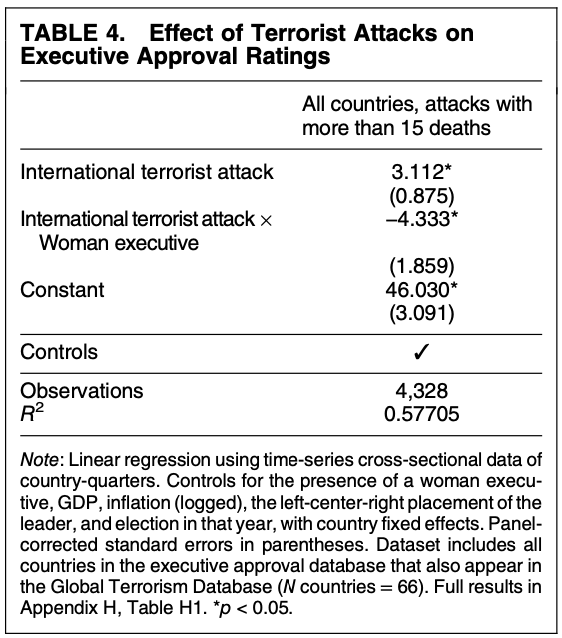 TABLE 4. Effect of Terrorist Attacks on
Executive Approval Ratings
All countries, attacks with
more than 15 deaths
International terrorist attack 3.112*
(0.875)
International terrorist attack × –4.333*
Woman executive
(1.859)
Constant 46.030*
(3.091)
Controls ✓
Observations 4,328
R² 0.57705
Note: Linear regression using time-series cross-sectional data of
country-quarters. Controls for the presence of a woman execu-
tive, GDP, inflation (logged), the left-center-right placement of the
leader, and election in that year, with country fixed effects. Panel-
corrected standard errors in parentheses. Dataset includes all
countries in the executive approval database that also appear in
the Global Terrorism Database (N countries = 66). Full results in
Appendix H, Table H1. *p < 0.05.